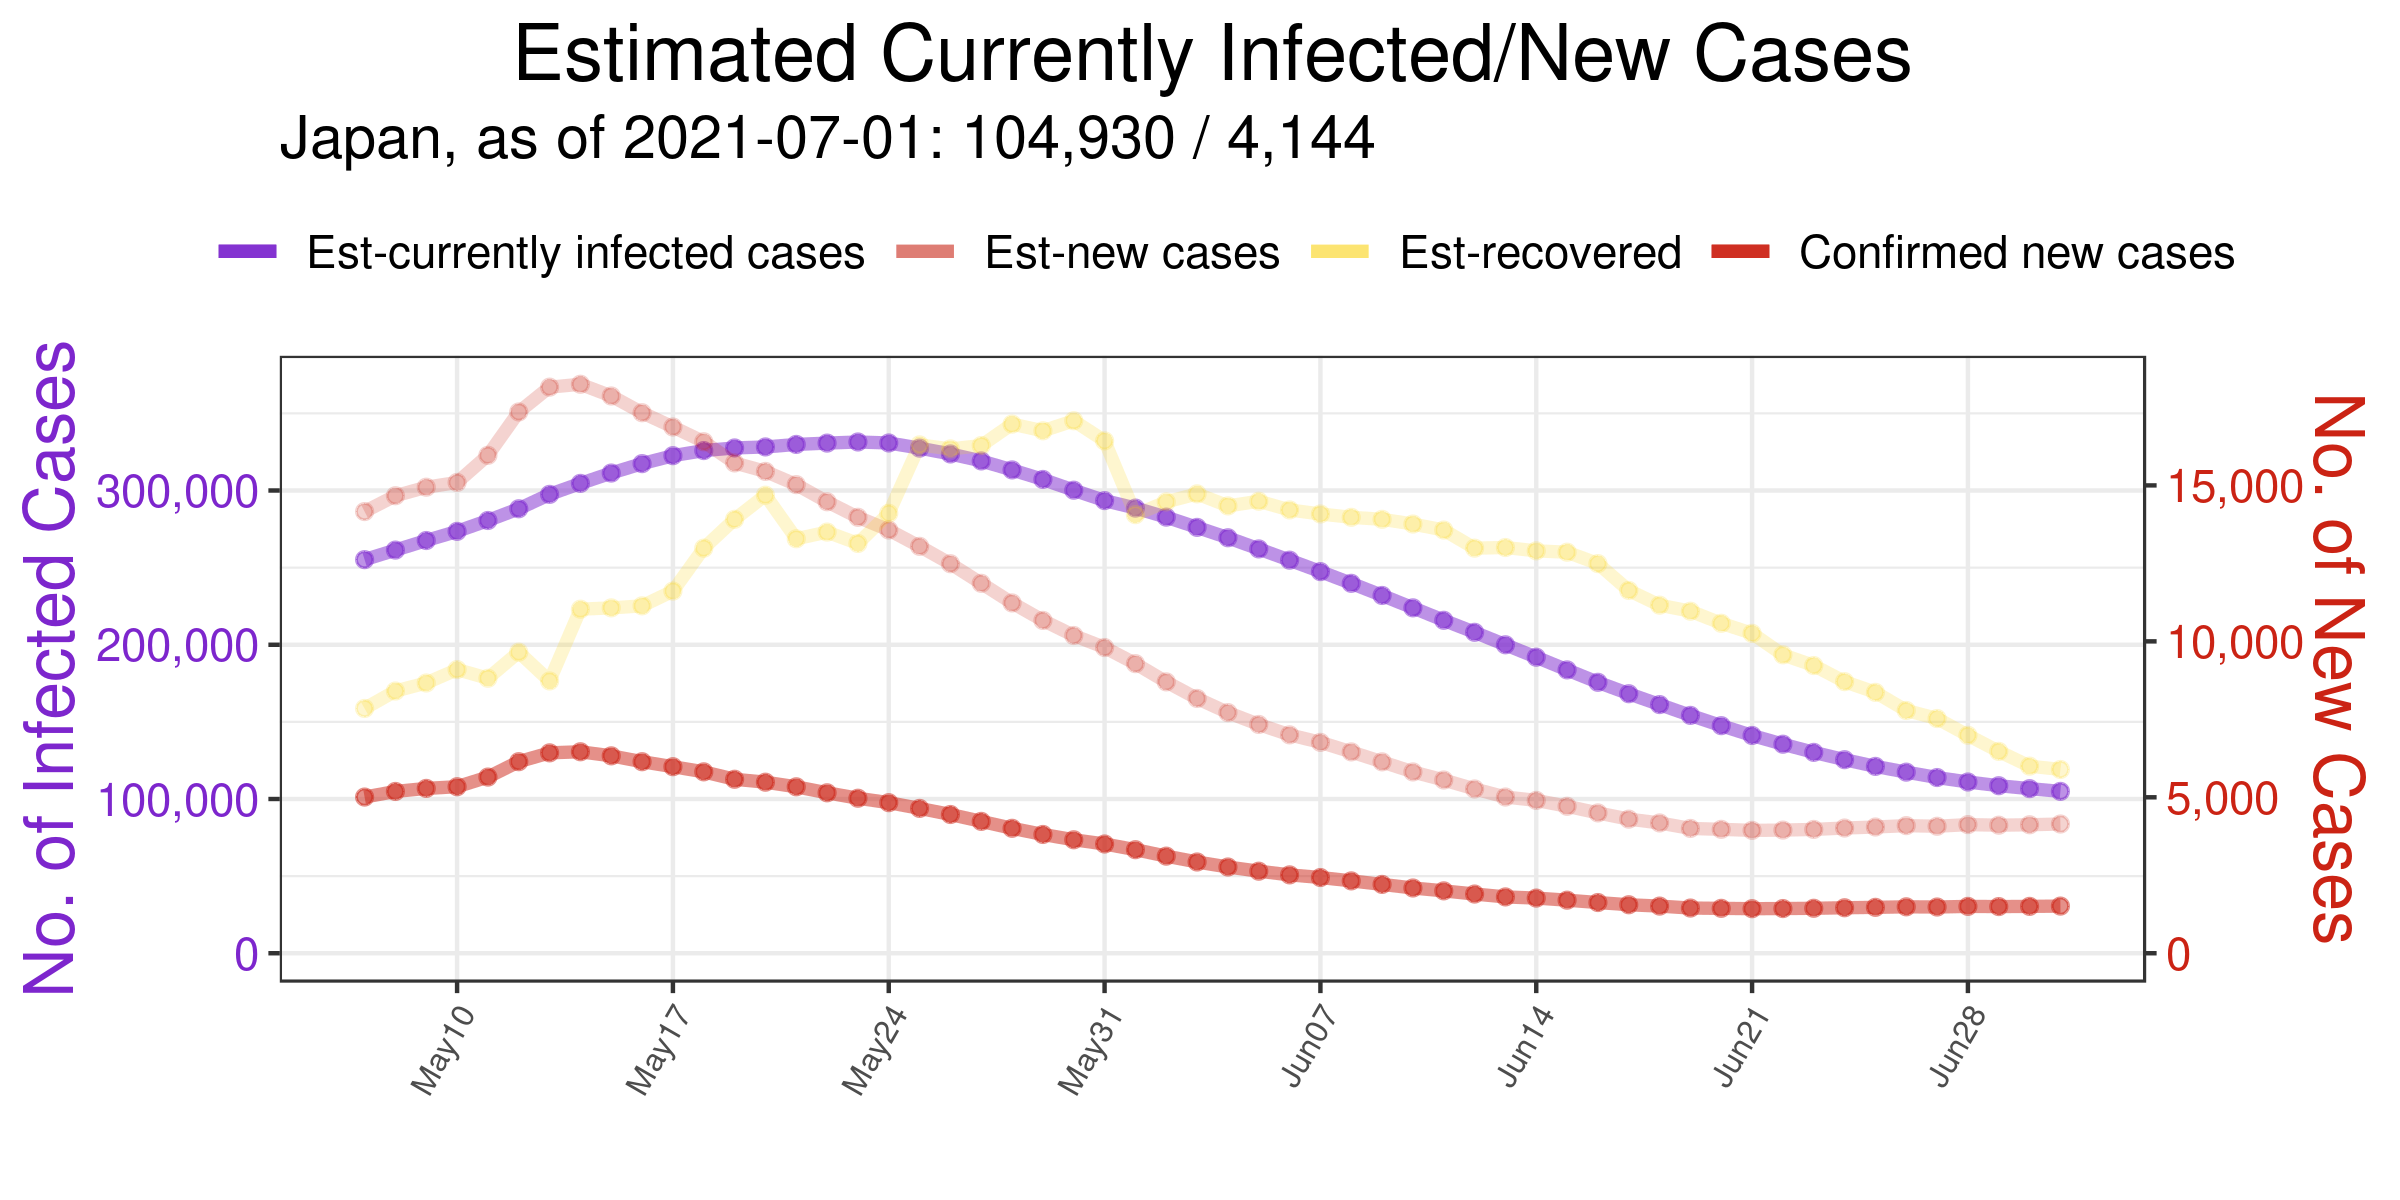 Estimated Currently Infected/New Cases
Japan, as of 2021-07-01: 104,930 / 4,144
Est-currently infected cases Est-new cases Est-recovered Confirmed new cases
No. of Infected Cases
300,000
200,000
100,000
0
15,000
10,000
5,000
0
No. of New Cases
May10 May17 May24 May31 Jun07 Jun14 Jun21 Jun28